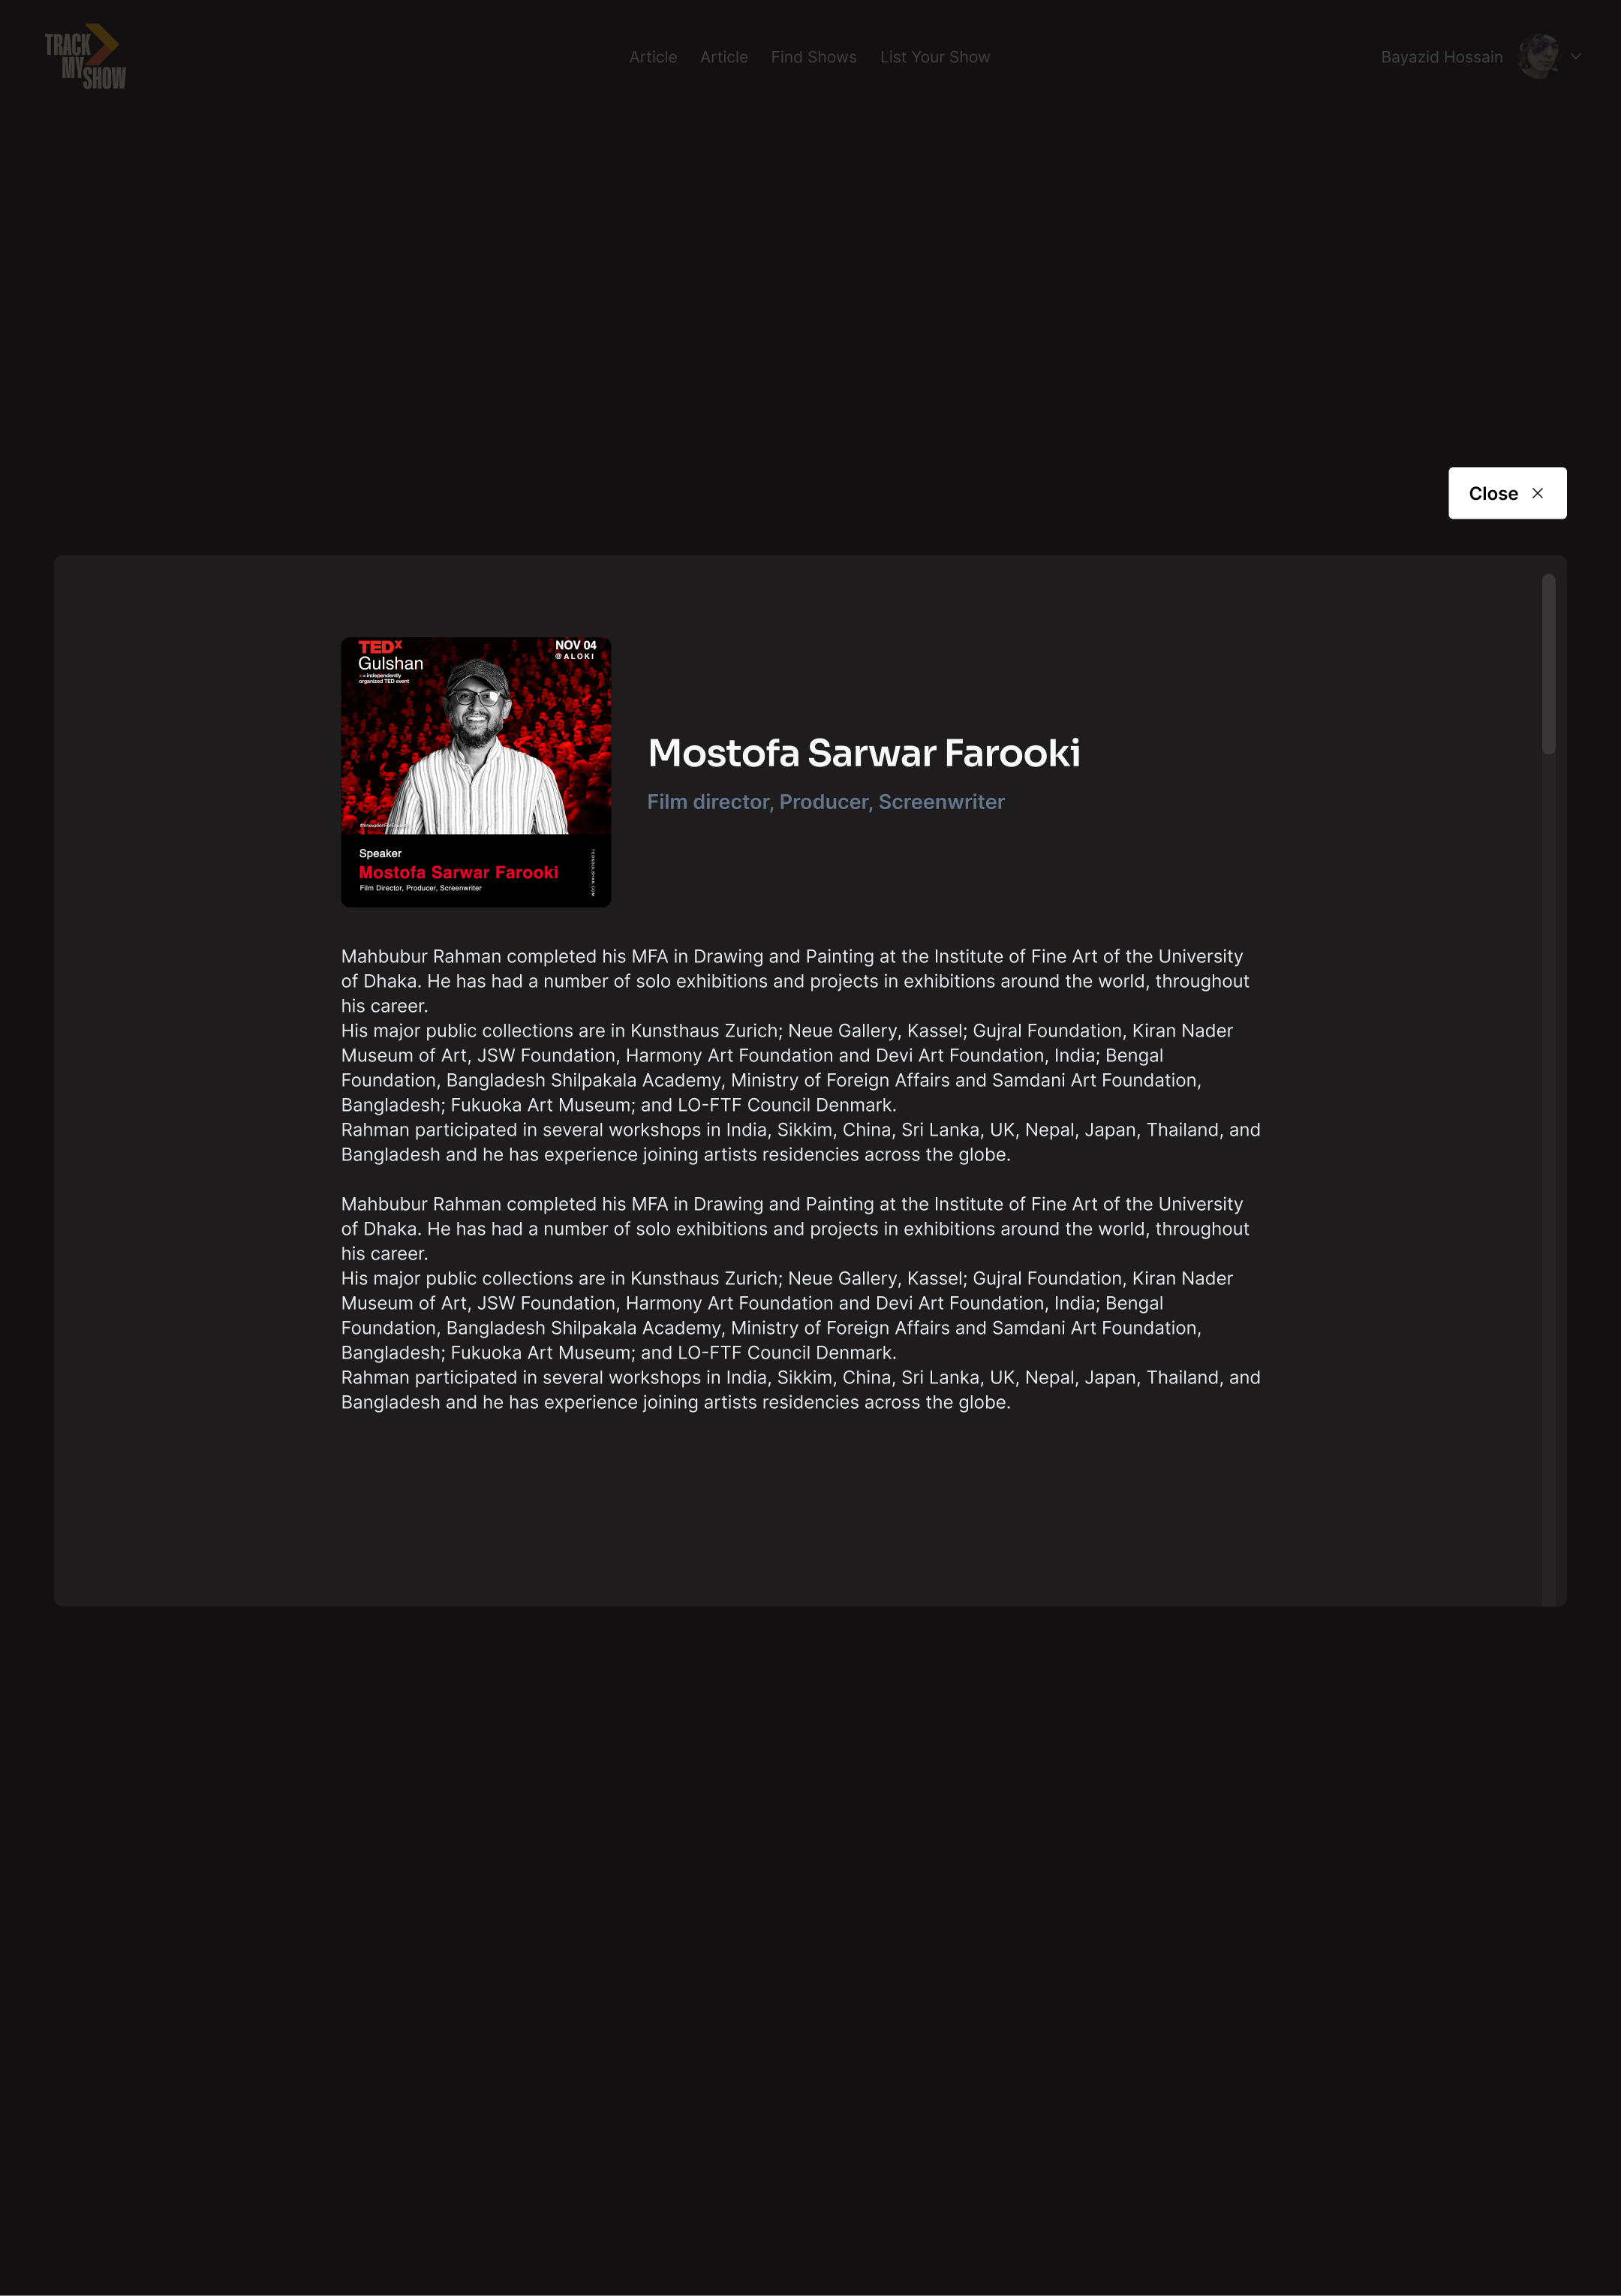 TRACK
MY
SHOW
Article Article Find Shows List Your Show
Bayazid Hossain
Close
TEDx
Gulshan
x = independently
organized TED event
NOV 04
@ALOKI
Speaker
Mostofa Sarwar Farooki
Film Director, Producer, Screenwriter
TEDXGULSHAN.COM
Mostofa Sarwar Farooki
Film director, Producer, Screenwriter
Mahbubur Rahman completed his MFA in Drawing and Painting at the Institute of Fine Art of the University
of Dhaka. He has had a number of solo exhibitions and projects in exhibitions around the world, throughout
his career.
His major public collections are in Kunsthaus Zurich; Neue Gallery, Kassel; Gujral Foundation, Kiran Nader
Museum of Art, JSW Foundation, Harmony Art Foundation and Devi Art Foundation, India; Bengal
Foundation, Bangladesh Shilpakala Academy, Ministry of Foreign Affairs and Samdani Art Foundation,
Bangladesh; Fukuoka Art Museum; and LO-FTF Council Denmark.
Rahman participated in several workshops in India, Sikkim, China, Sri Lanka, UK, Nepal, Japan, Thailand, and
Bangladesh and he has experience joining artists residencies across the globe.
Mahbubur Rahman completed his MFA in Drawing and Painting at the Institute of Fine Art of the University
of Dhaka. He has had a number of solo exhibitions and projects in exhibitions around the world, throughout
his career.
His major public collections are in Kunsthaus Zurich; Neue Gallery, Kassel; Gujral Foundation, Kiran Nader
Museum of Art, JSW Foundation, Harmony Art Foundation and Devi Art Foundation, India; Bengal
Foundation, Bangladesh Shilpakala Academy, Ministry of Foreign Affairs and Samdani Art Foundation,
Bangladesh; Fukuoka Art Museum; and LO-FTF Council Denmark.
Rahman participated in several workshops in India, Sikkim, China, Sri Lanka, UK, Nepal, Japan, Thailand, and
Bangladesh and he has experience joining artists residencies across the globe.